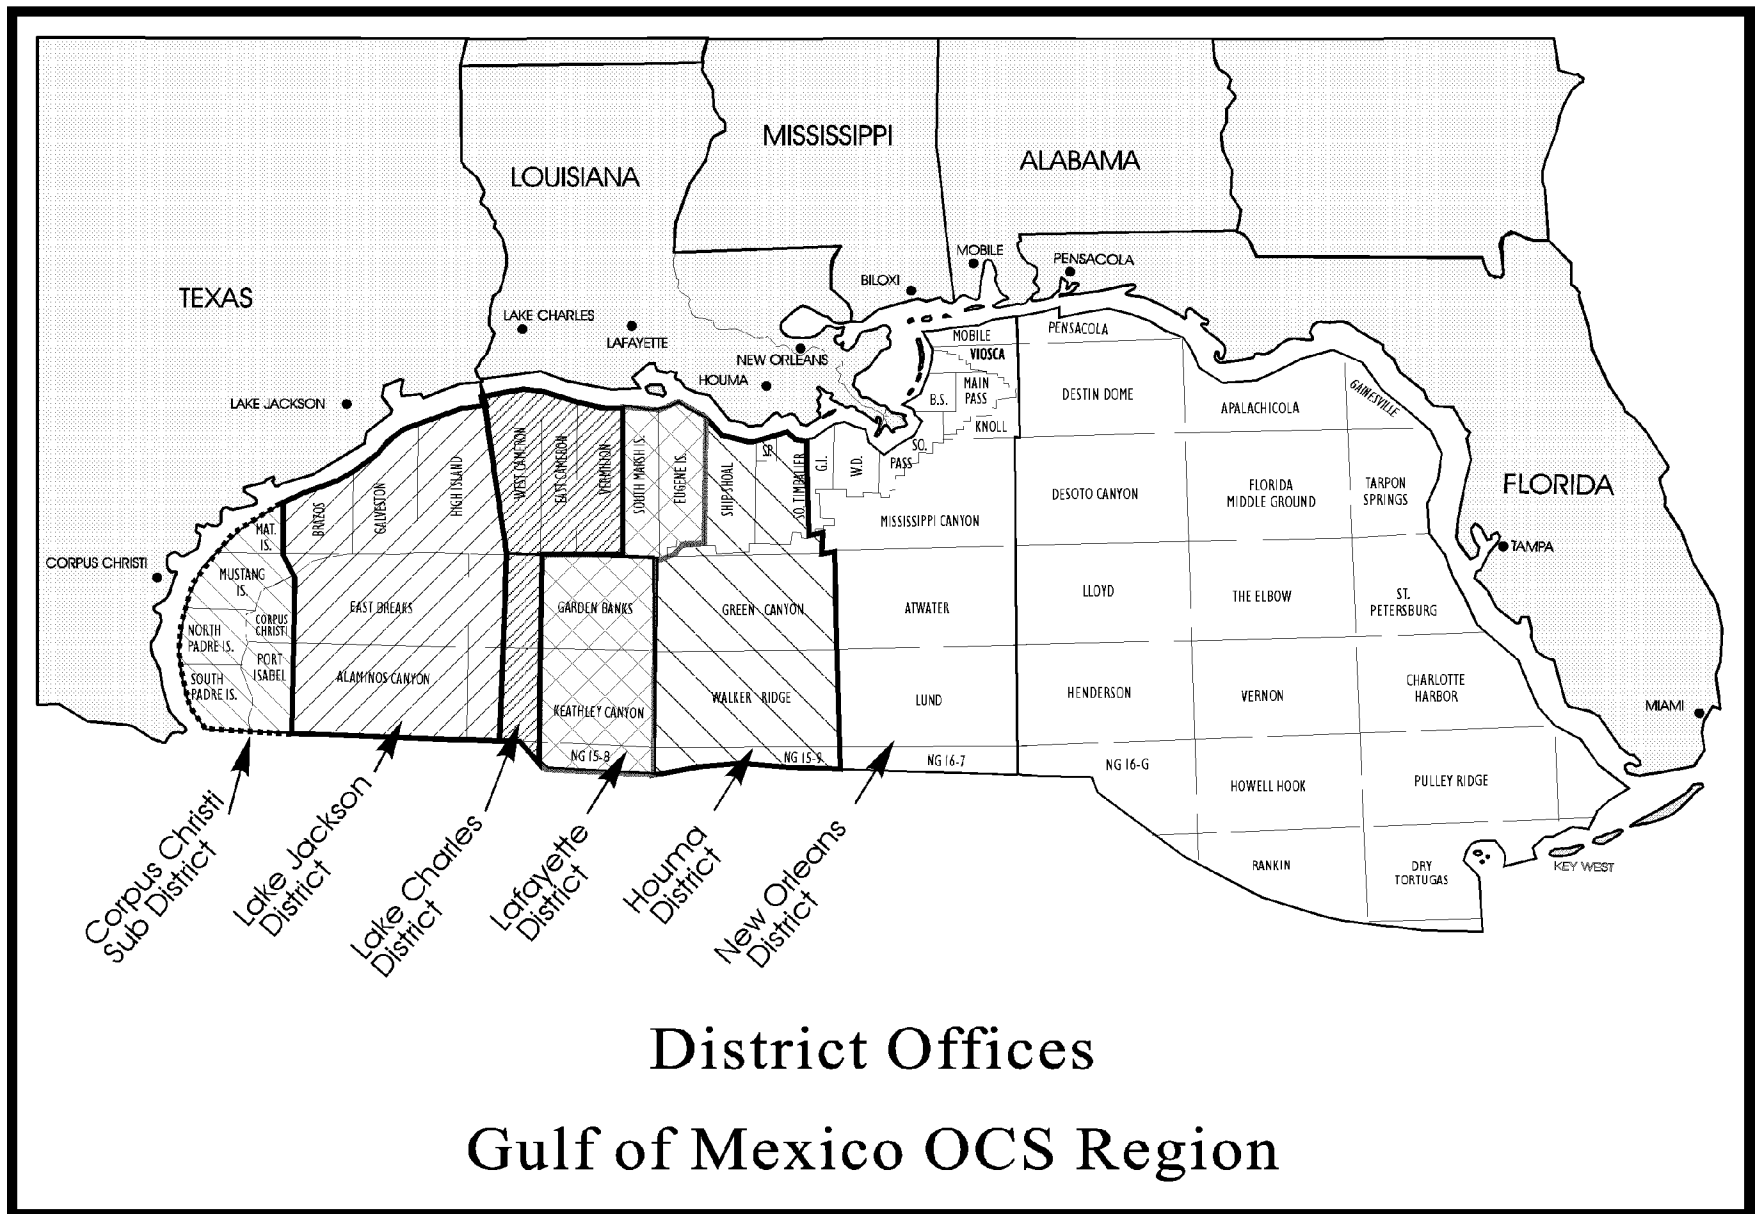 MISSISSIPPI
ALABAMA
LOUISIANA
TEXAS
FLORIDA
MOBILE
PENSACOLA
BILOXI
LAKE CHARLES
LAFAYETTE
NEW ORLEANS
HOUMA
LAKE JACKSON
CORPUS CHRISTI
TAMPA
MIAMI
KEY WEST
MOBILE
PENSACOLA
VIOSCA
MAIN
PASS
B.S.
KNOLL
SO.
PASS
DESTIN DOME
APALACHICOLA
GAINESVILLE
MAT.
IS.
BRAZOS
GALVESTON
HIGH ISLAND
WEST CAMERON
EAST CAMERON
VERMILION
SOUTH MARSH IS.
EUGENE IS.
SHIP SHOAL
S.P.
SO. TIMBALIER
G.I.
W.D.
MISSISSIPPI CANYON
DESOTO CANYON
FLORIDA
MIDDLE GROUND
TARPON
SPRINGS
MUSTANG
IS.
CORPUS
CHRISTI
NORTH
PADRE IS.
PORT
ISABEL
SOUTH
PADRE IS.
EAST BREAKS
GARDEN BANKS
GREEN CANYON
ATWATER
LLOYD
THE ELBOW
ST.
PETERSBURG
ALAMINOS CANYON
KEATHLEY CANYON
WALKER RIDGE
LUND
HENDERSON
VERNON
CHARLOTTE
HARBOR
NG 15-8
NG 15-9
NG 16-7
NG 16-G
HOWELL HOOK
PULLEY RIDGE
RANKIN
DRY
TORTUGAS
Corpus Christi
Sub District
Lake Jackson
District
Lake Charles
District
Lafayette
District
Houma
District
New Orleans
District
District Offices
Gulf of Mexico OCS Region